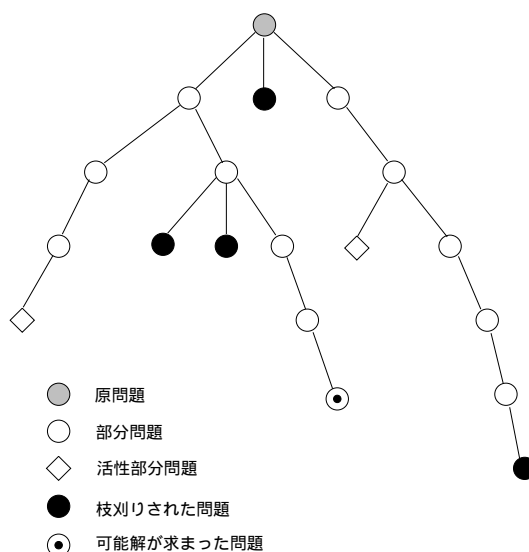 原問題
部分問題
活性部分問題
枝刈りされた問題
可能解が求まった問題